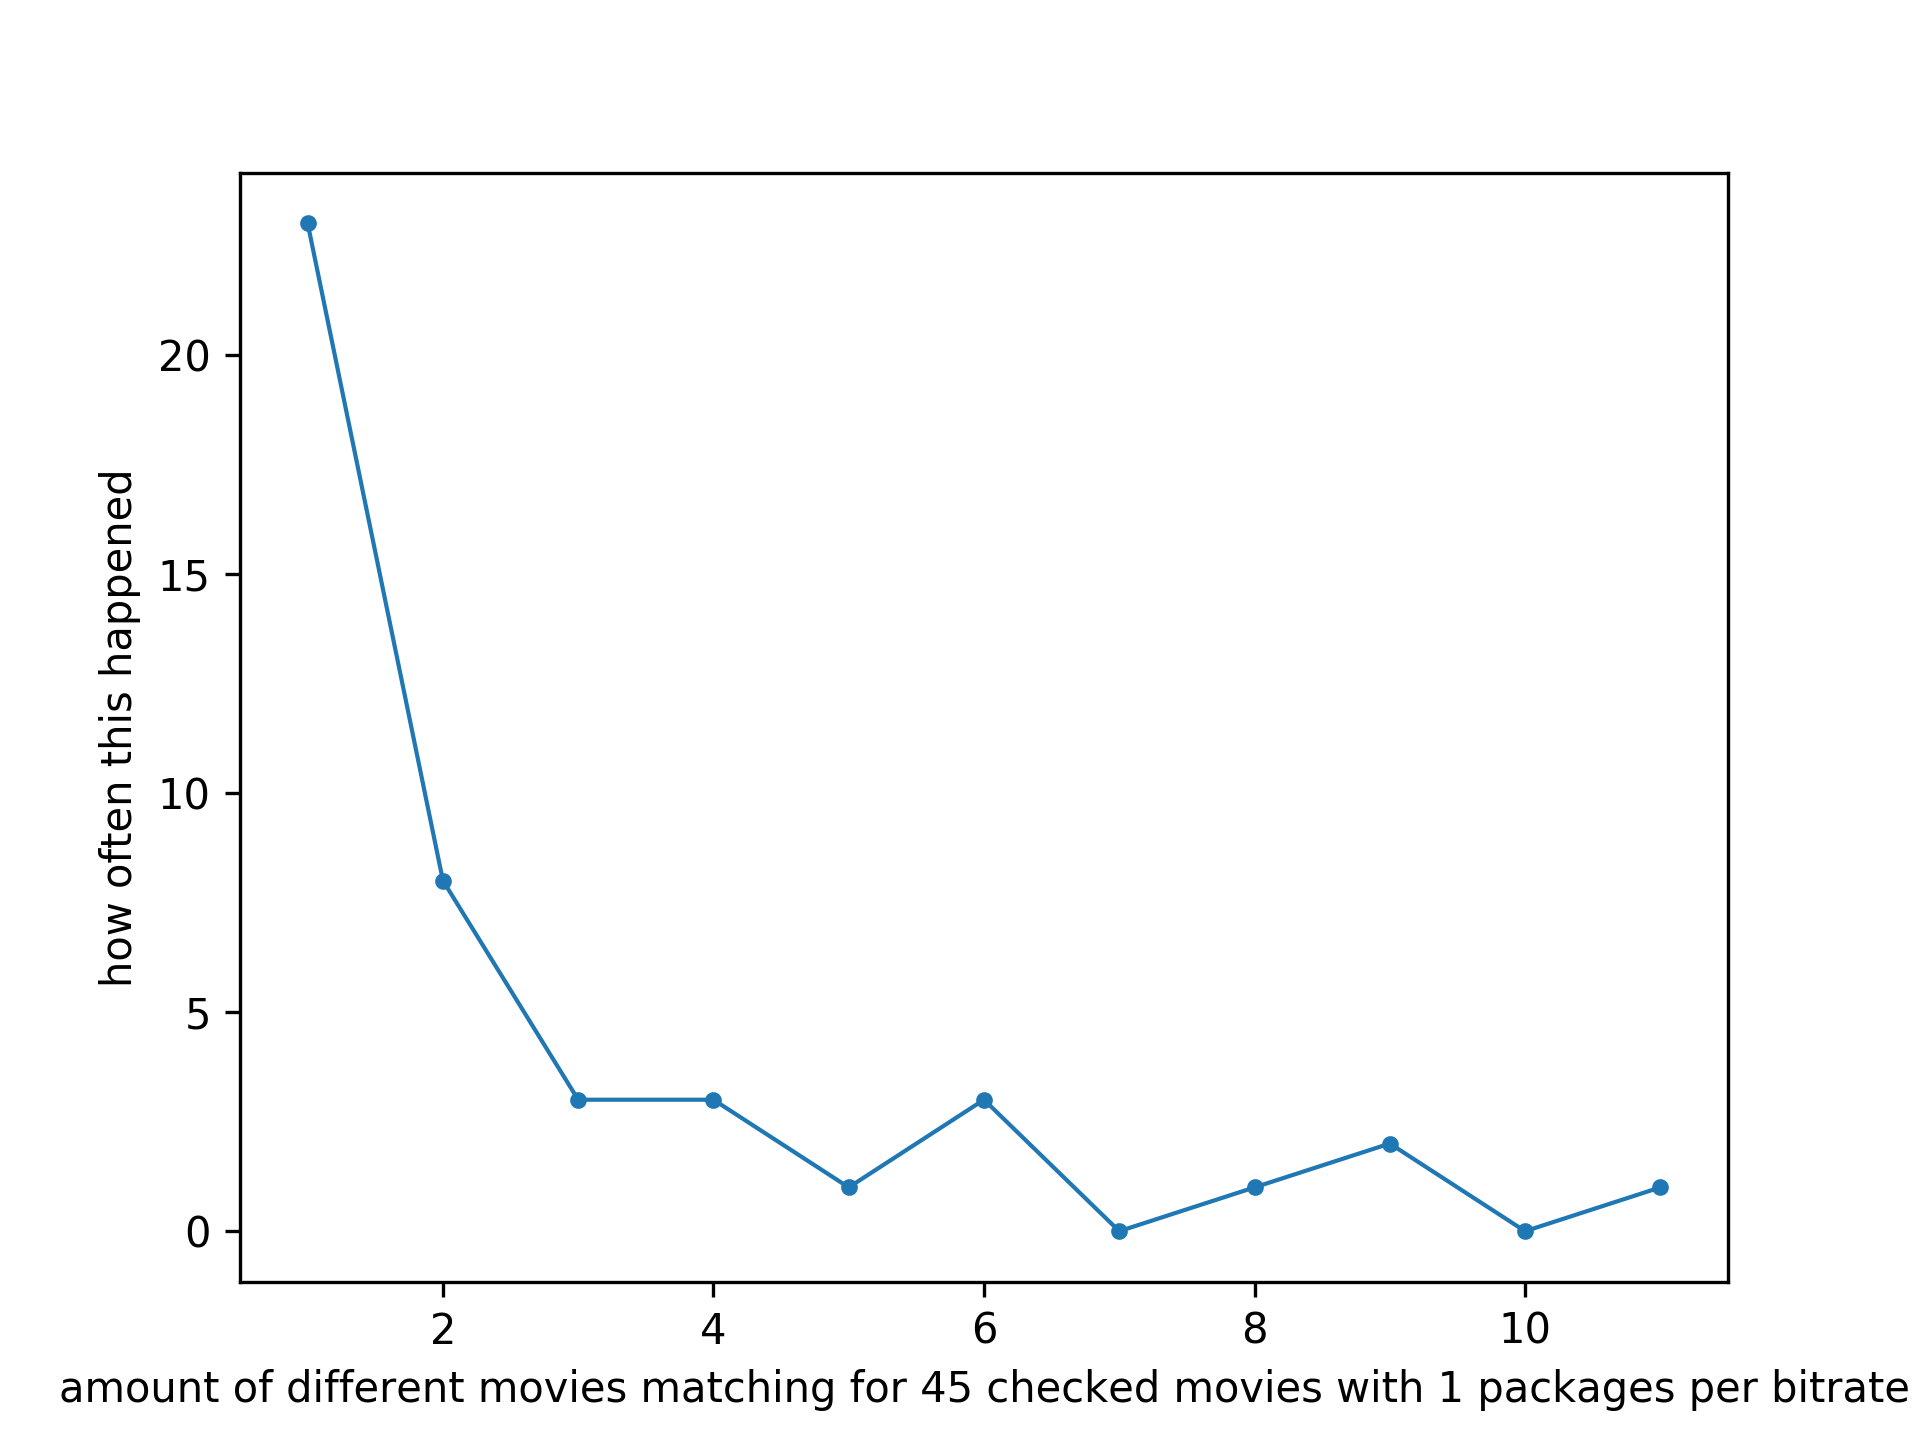 how often this happened
20
15
10
5
0
2 4 6 8 10
amount of different movies matching for 45 checked movies with 1 packages per bitrate